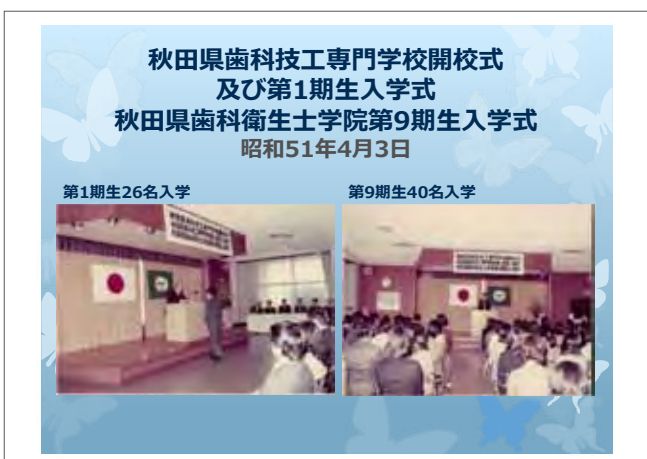 秋田県歯科技工専門学校開校式
及び第1期生入学式
秋田県歯科衛生士学院第9期生入学式
昭和51年4月3日
第1期生26名入学
第9期生40名入学